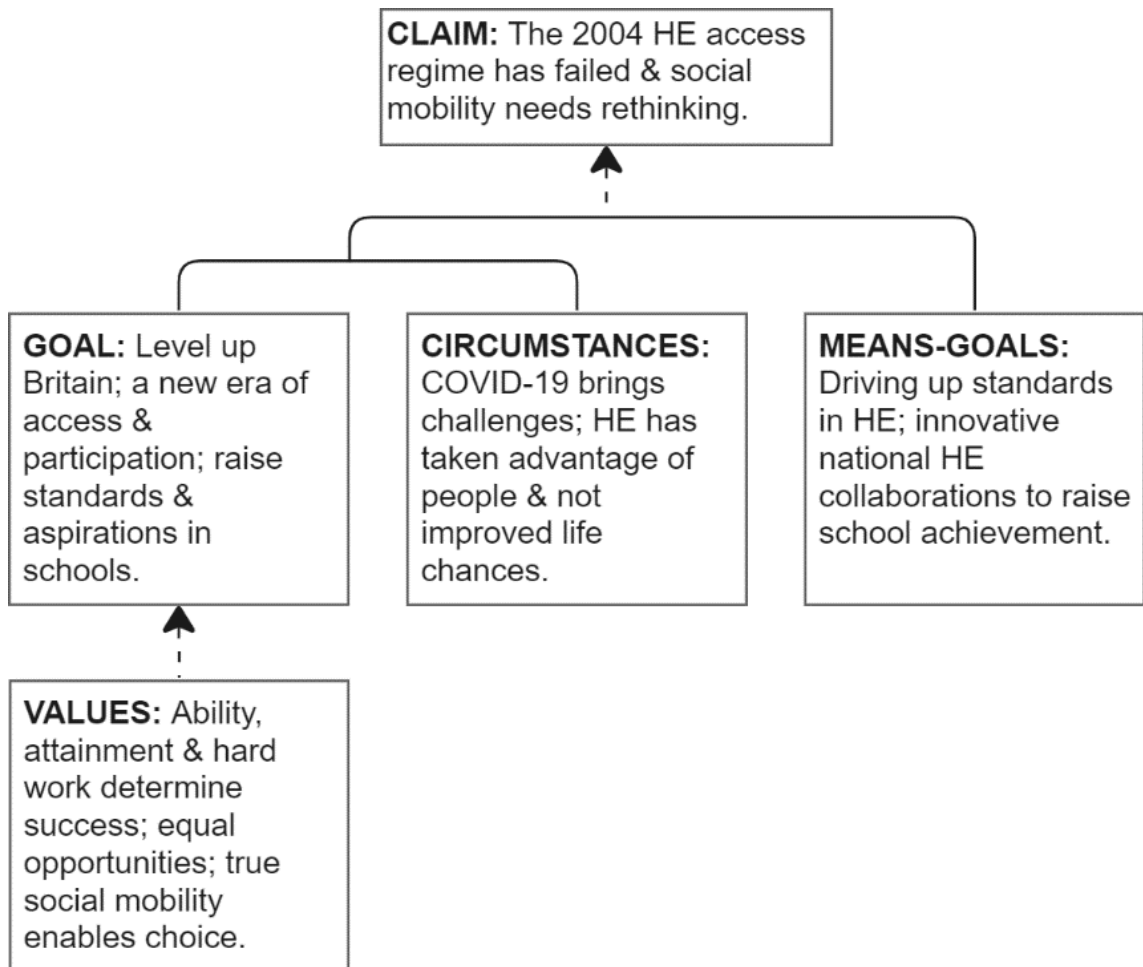 CLAIM: The 2004 HE access
regime has failed & social
mobility needs rethinking.
GOAL: Level up
Britain; a new era of
access &
participation; raise
standards &
aspirations in
schools.
CIRCUMSTANCES:
COVID-19 brings
challenges; HE has
taken advantage of
people & not
improved life
chances.
MEANS-GOALS:
Driving up standards
in HE; innovative
national HE
collaborations to raise
school achievement.
VALUES: Ability,
attainment & hard
work determine
success; equal
opportunities; true
social mobility
enables choice.